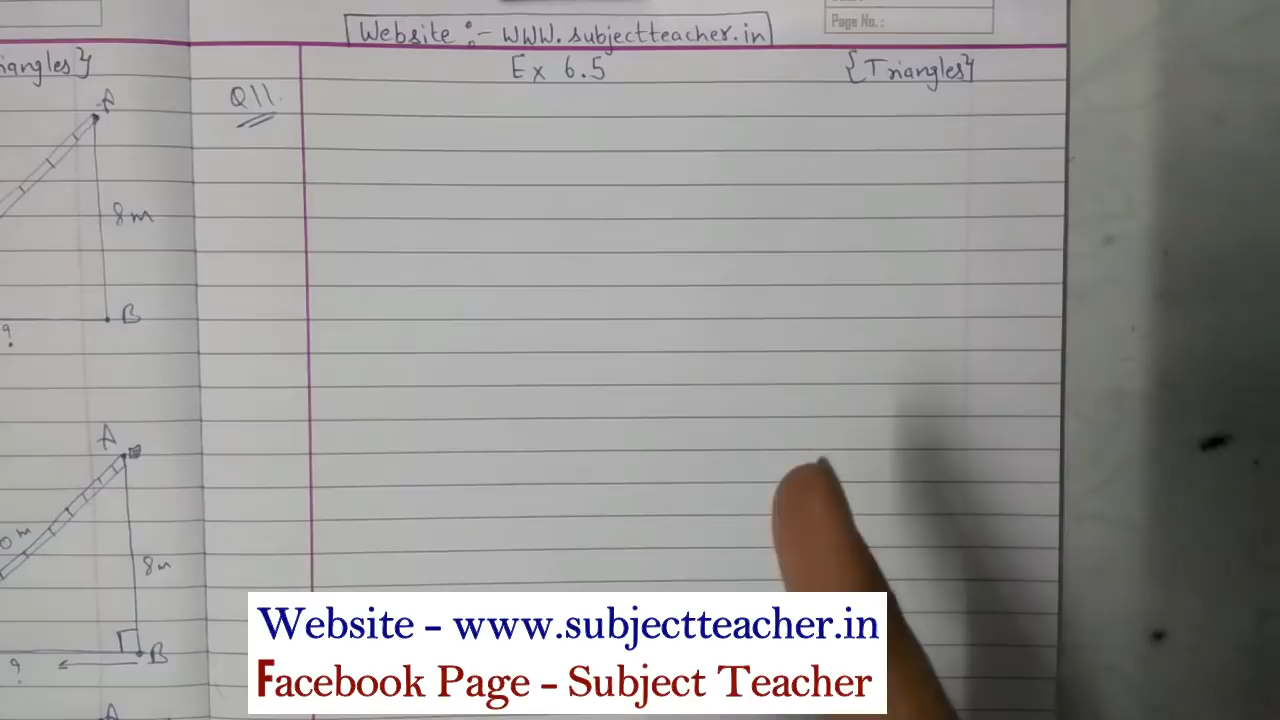 Page No. :
Website :- WWW.subjectteacher.in
iangles}
Ex 6.5
{Triangles}
Q11.
A
8m
?
B
A
0 m
8m
?
B
A
Website - www.subjectteacher.in
Facebook Page - Subject Teacher